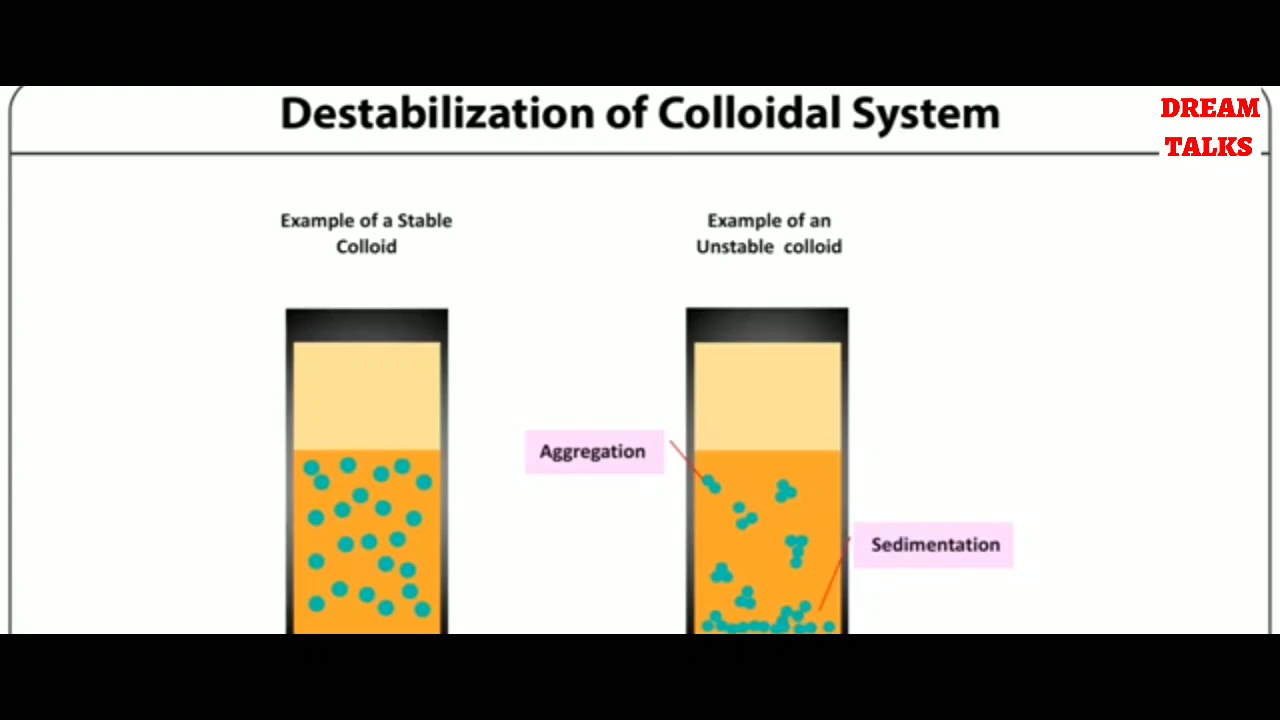 Destabilization of Colloidal System
DREAM
TALKS
Example of a Stable
Colloid
Example of an
Unstable colloid
Aggregation
Sedimentation